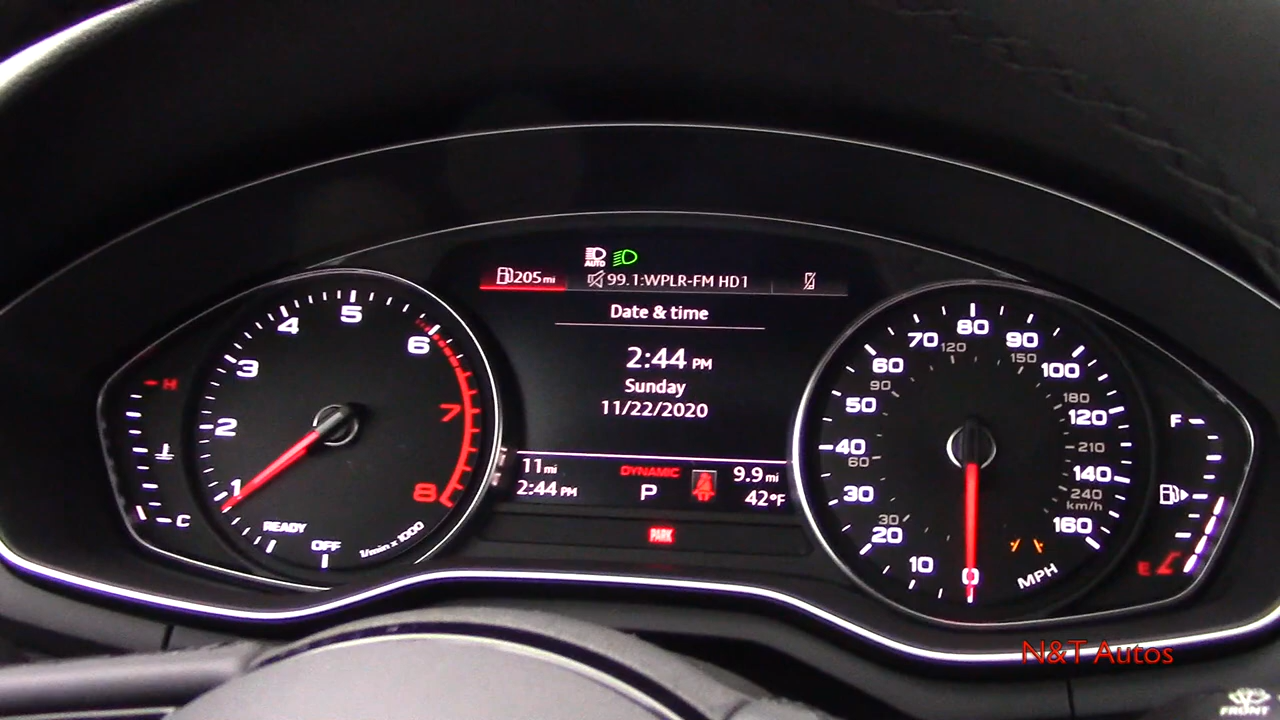 AUTO
205 mi
99.1:WPLR-FM HD1
Date & time
2:44 PM
Sunday
11/22/2020
11 mi
DYNAMIC
9.9 mi
2:44 PM
P
42°F
PARK
H
C
1
2
3
4
5
6
7
8
READY
OFF
1/min x 1000
0
10
20
30
40
50
60
70
80
90
100
120
140
160
30
60
90
120
150
180
210
240
km/h
MPH
F
E
N&T Autos
FRONT